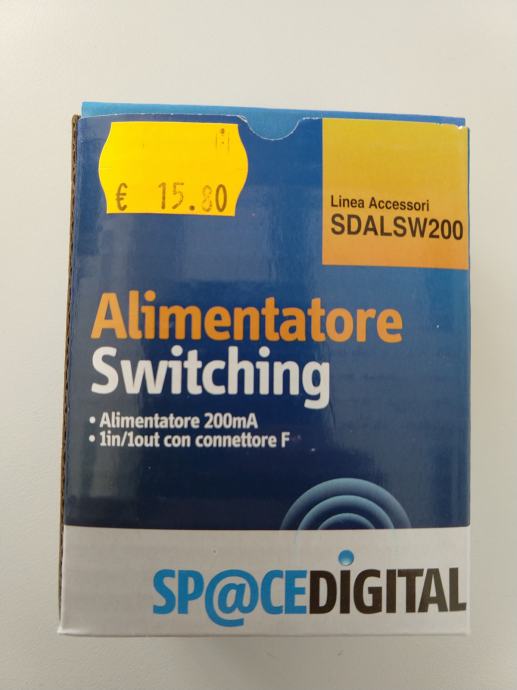 € 15.80
Linea Accessori
SDALSW200
Alimentatore
Switching
• Alimentatore 200mA
• 1in/1out con connettore F
SP@CEDIGITAL